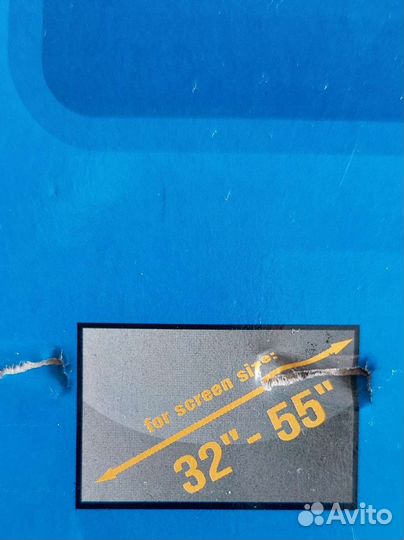 for screen size:
32" - 55"
Avito